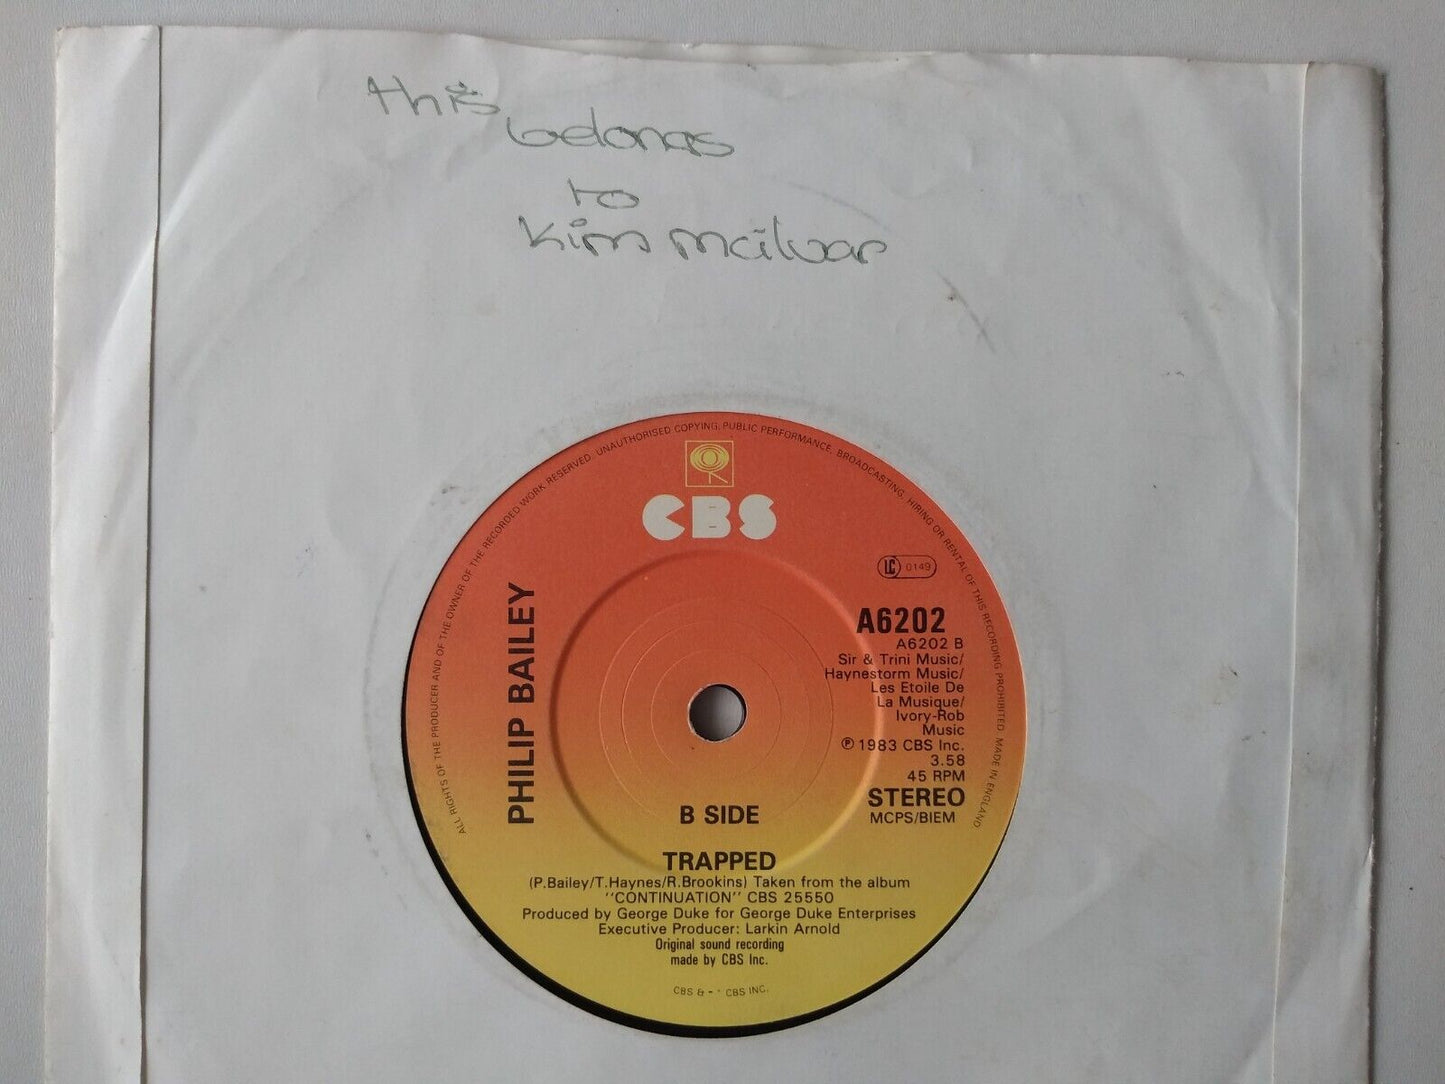 this
belongs
to
Kim mcilvar
ALL RIGHTS OF THE PRODUCER AND OF THE OWNER OF THE RECORDED WORK RESERVED. UNAUTHORISED COPYING, PUBLIC PERFORMANCE, BROADCASTING, HIRING OR RENTAL OF THIS RECORDING PROHIBITED. MADE IN ENGLAND
CBS
LC 0149
PHILIP BAILEY
A6202
A6202 B
Sir & Trini Music/
Haynestorm Music/
Les Etoile De
La Musique/
Ivory-Rob
Music
℗ 1983 CBS Inc.
3.58
45 RPM
STEREO
MCPS/BIEM
B SIDE
TRAPPED
(P.Bailey/T.Haynes/R.Brookins) Taken from the album
"CONTINUATION" CBS 25550
Produced by George Duke for George Duke Enterprises
Executive Producer: Larkin Arnold
Original sound recording
made by CBS Inc.
CBS & CBS INC.